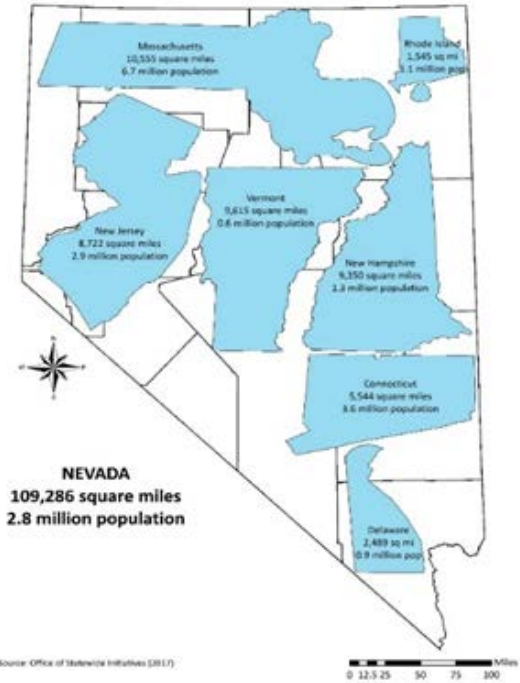 Massachusetts
10,555 square miles
6.7 million population
Rhode Island
1,545 sq mi
1.1 million pop
Vermont
9,615 square miles
0.6 million population
New Jersey
8,722 square miles
2.9 million population
New Hampshire
9,350 square miles
1.3 million population
Connecticut
5,544 square miles
3.6 million population
NEVADA
109,286 square miles
2.8 million population
Delaware
2,489 sq mi
0.9 million pop
Source: Office of Statewide Initiatives (2017)
Miles
0 12.5 25 50 75 100